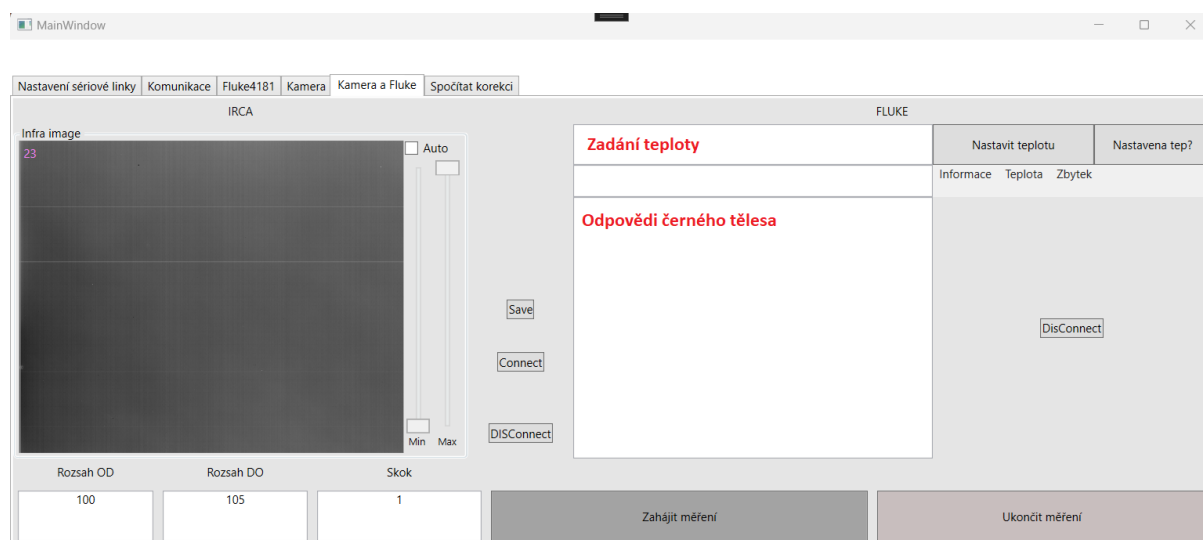 MainWindow
Nastavení sériové linky Komunikace Fluke4181 Kamera Kamera a Fluke Spočítat korekci
IRCA
FLUKE
Infra image
23
Auto
Min Max
Save
Connect
DISConnect
Zadání teploty
Nastavit teplotu
Nastavena tep?
Informace Teplota Zbytek
Odpovědi černého tělesa
DisConnect
Rozsah OD Rozsah DO Skok
100 105 1
Zahájit měření
Ukončit měření